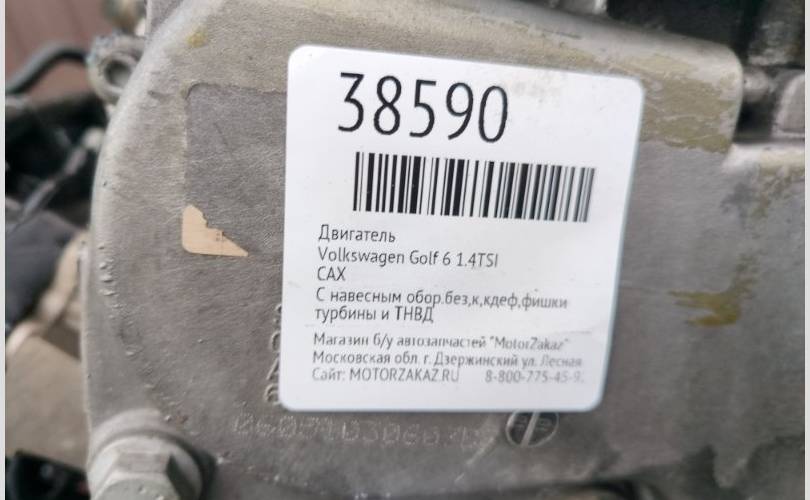 38590
Двигатель
Volkswagen Golf 6 1.4TSI
CAX
С навесным обор.без,к,кдеф,фишки
турбины и ТНВД
Магазин б/у автозапчастей "MotorZakaz"
Московская обл. г. Дзержинский ул. Лесная
Сайт: MOTORZAKAZ.RU 8-800-775-45-9